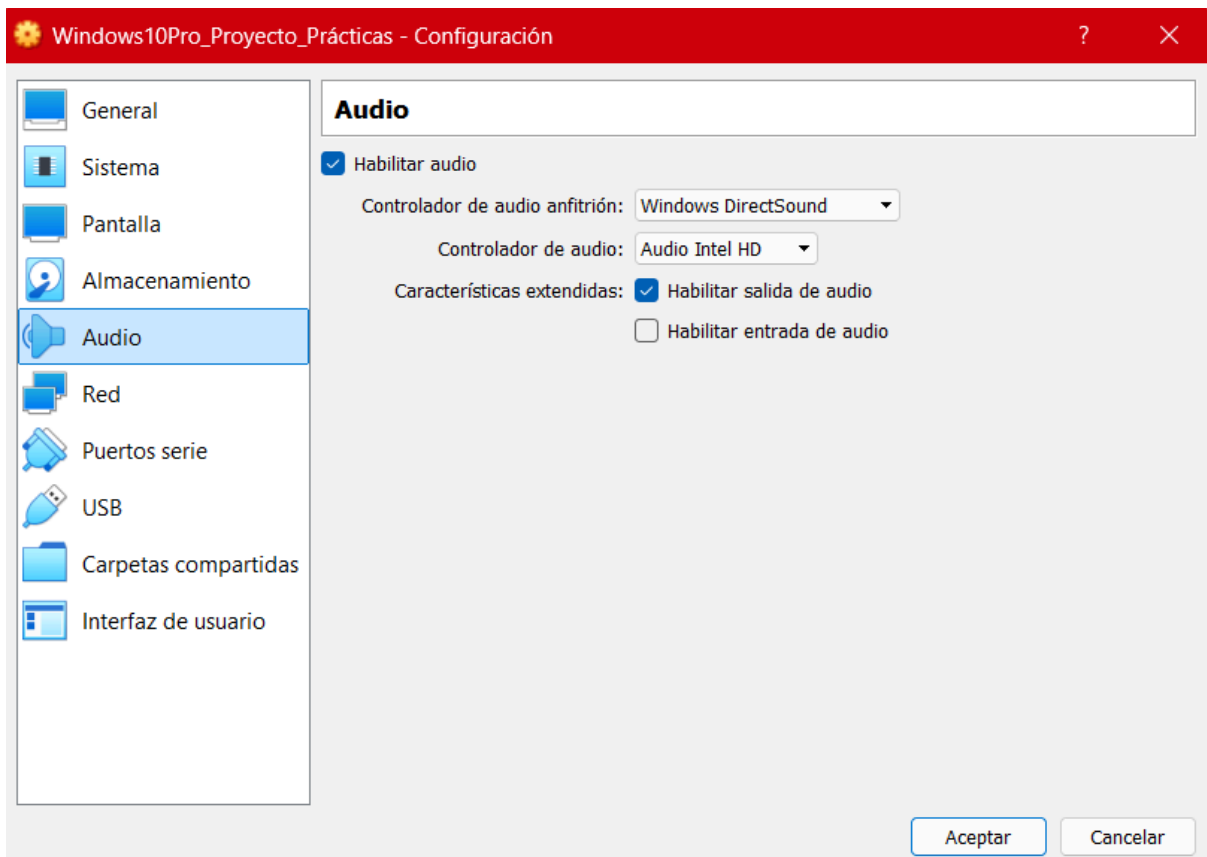 Windows10Pro_Proyecto_Prácticas - Configuración
?
General
Sistema
Pantalla
Almacenamiento
Audio
Red
Puertos serie
USB
Carpetas compartidas
Interfaz de usuario
Audio
Habilitar audio
Controlador de audio anfitrión: Windows DirectSound
Controlador de audio: Audio Intel HD
Características extendidas: Habilitar salida de audio
Habilitar entrada de audio
Aceptar Cancelar